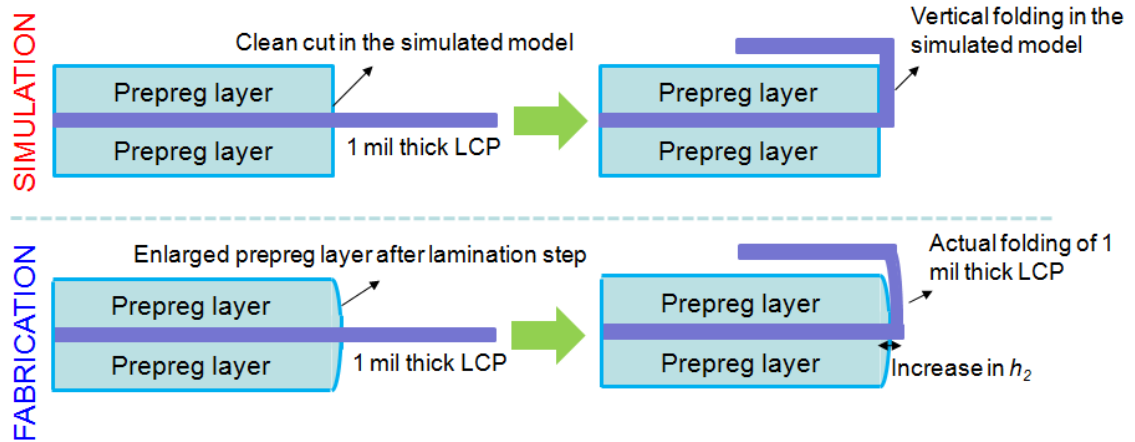 SIMULATION
Clean cut in the simulated model
Prepreg layer
Prepreg layer
1 mil thick LCP
Vertical folding in the
simulated model
Prepreg layer
Prepreg layer
FABRICATION
Enlarged prepreg layer after lamination step
Prepreg layer
Prepreg layer
1 mil thick LCP
Actual folding of 1
mil thick LCP
Prepreg layer
Prepreg layer
Increase in h₂